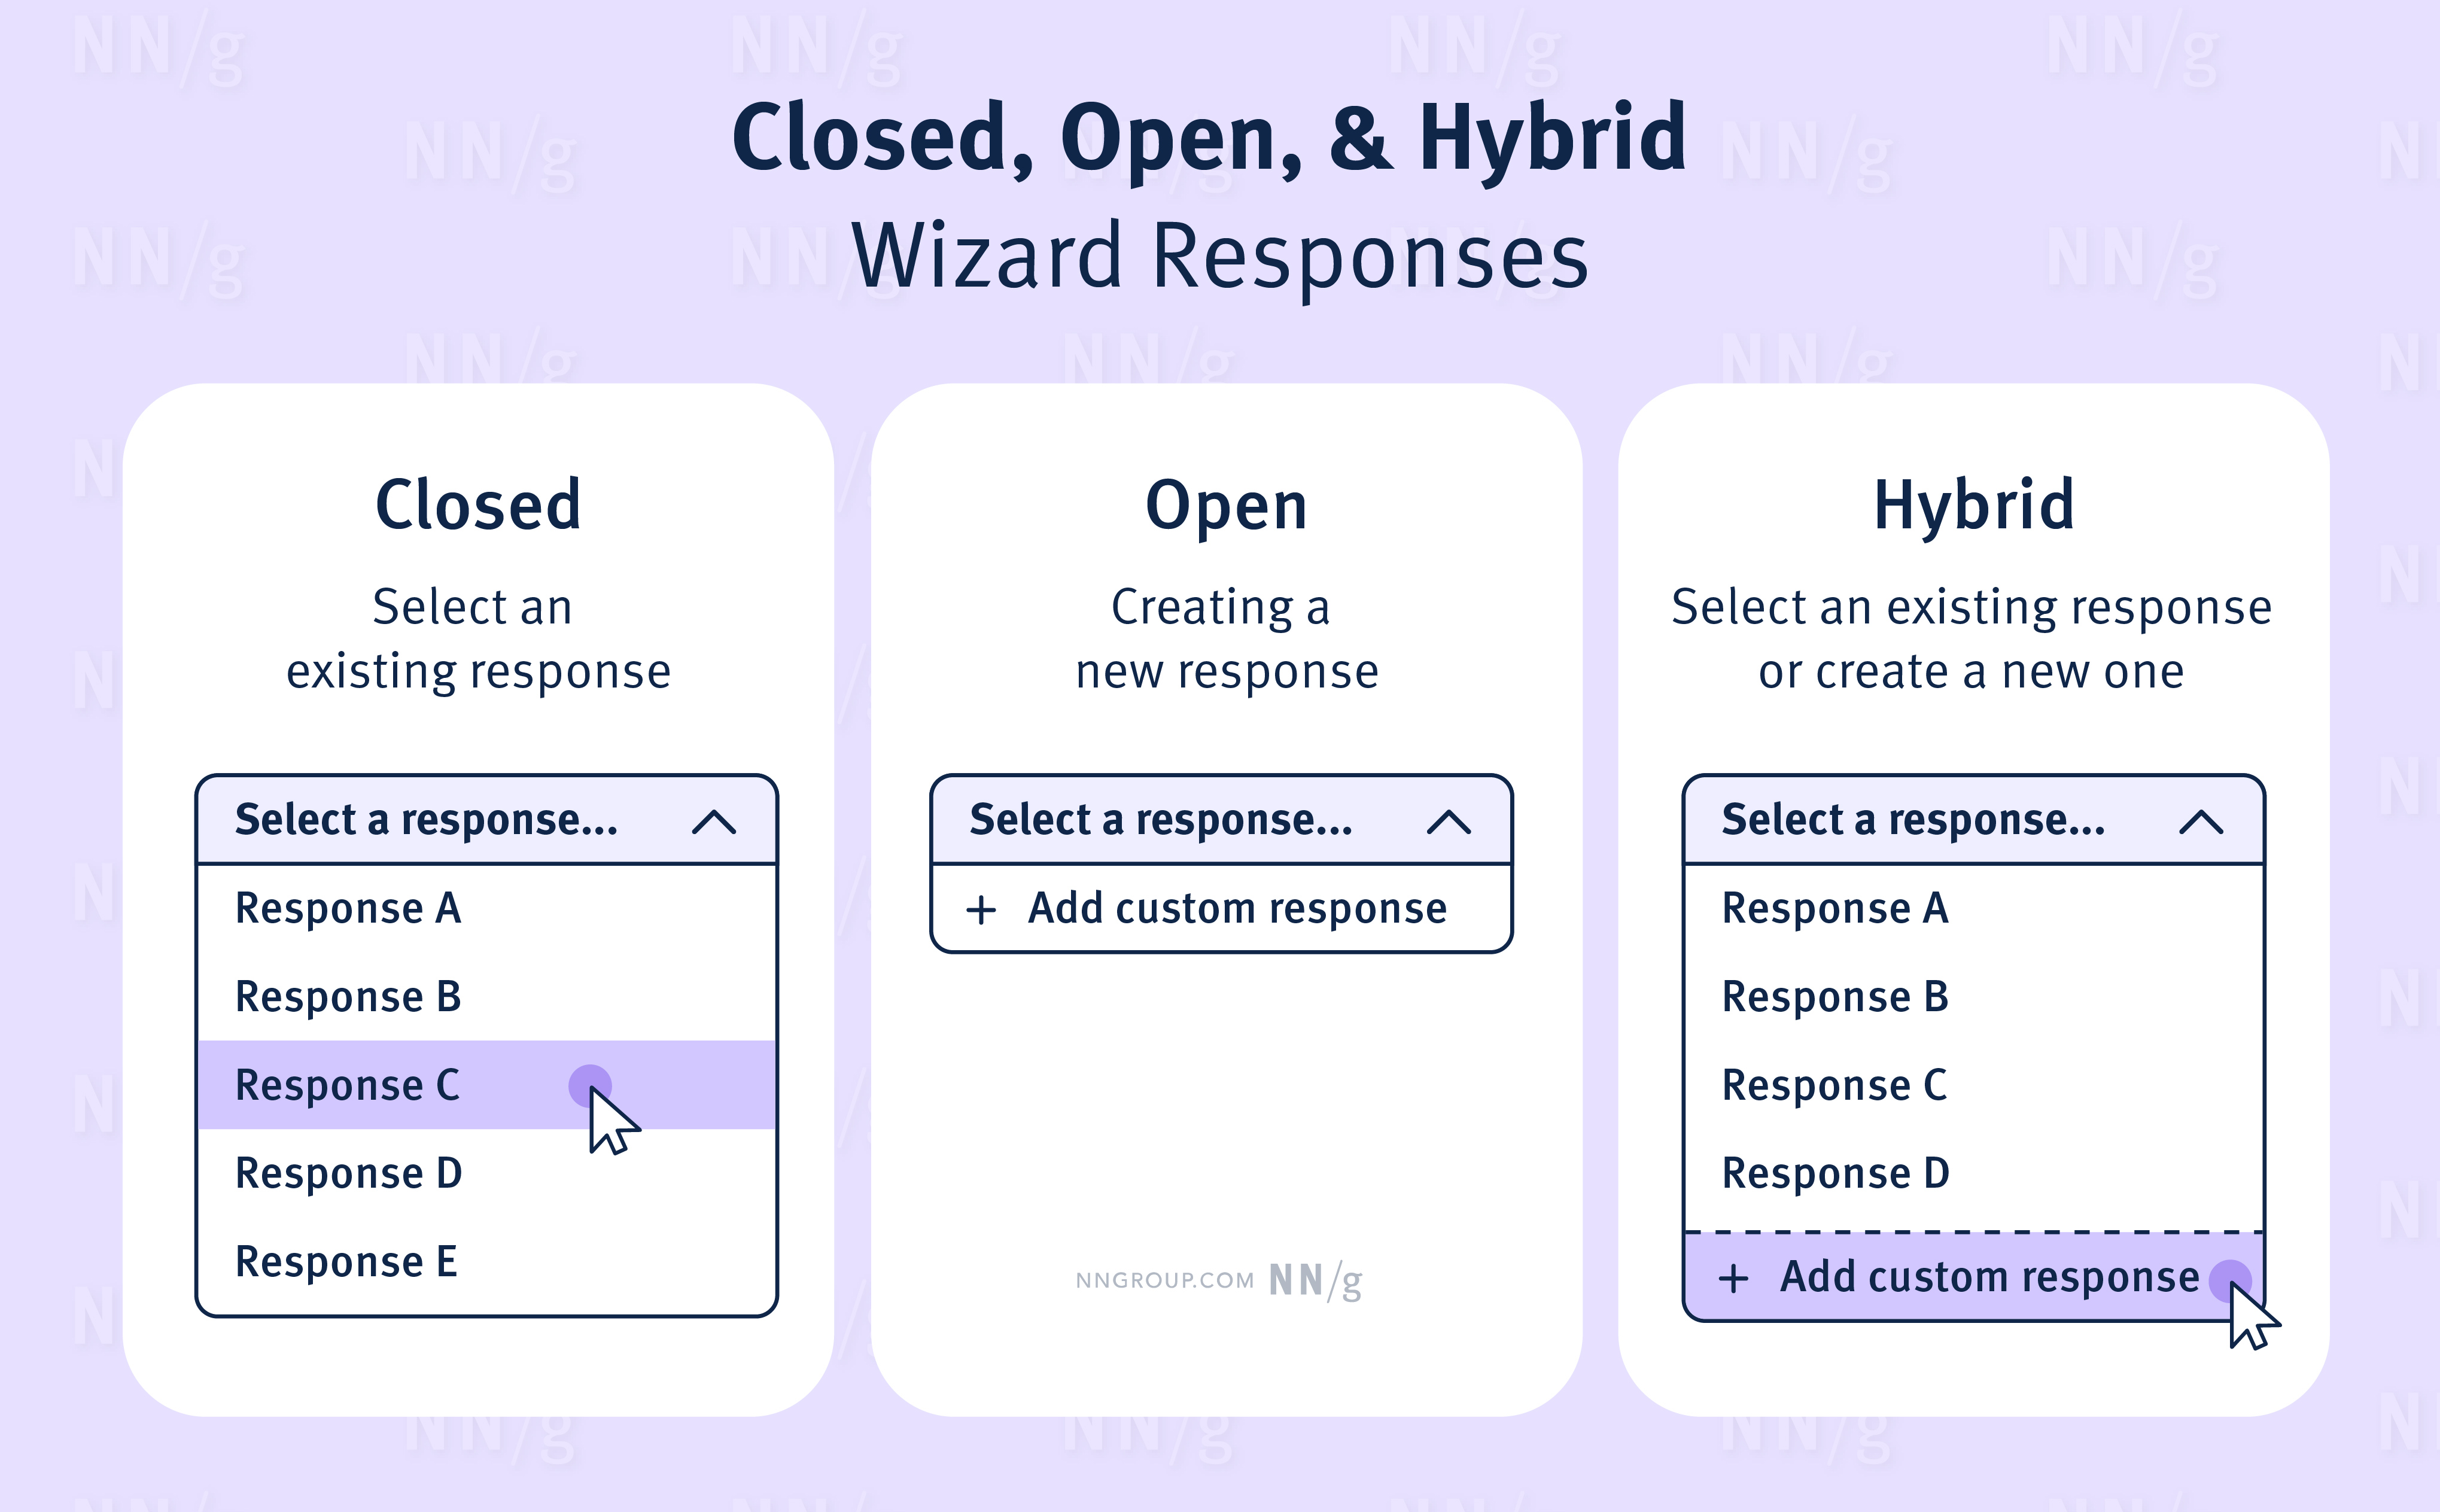 Closed, Open, & Hybrid
Wizard Responses
Closed
Select an
existing response
Select a response...
Response A
Response B
Response C
Response D
Response E
Open
Creating a
new response
Select a response...
+ Add custom response
NNGROUP.COM NN/g
Hybrid
Select an existing response
or create a new one
Select a response...
Response A
Response B
Response C
Response D
+ Add custom response